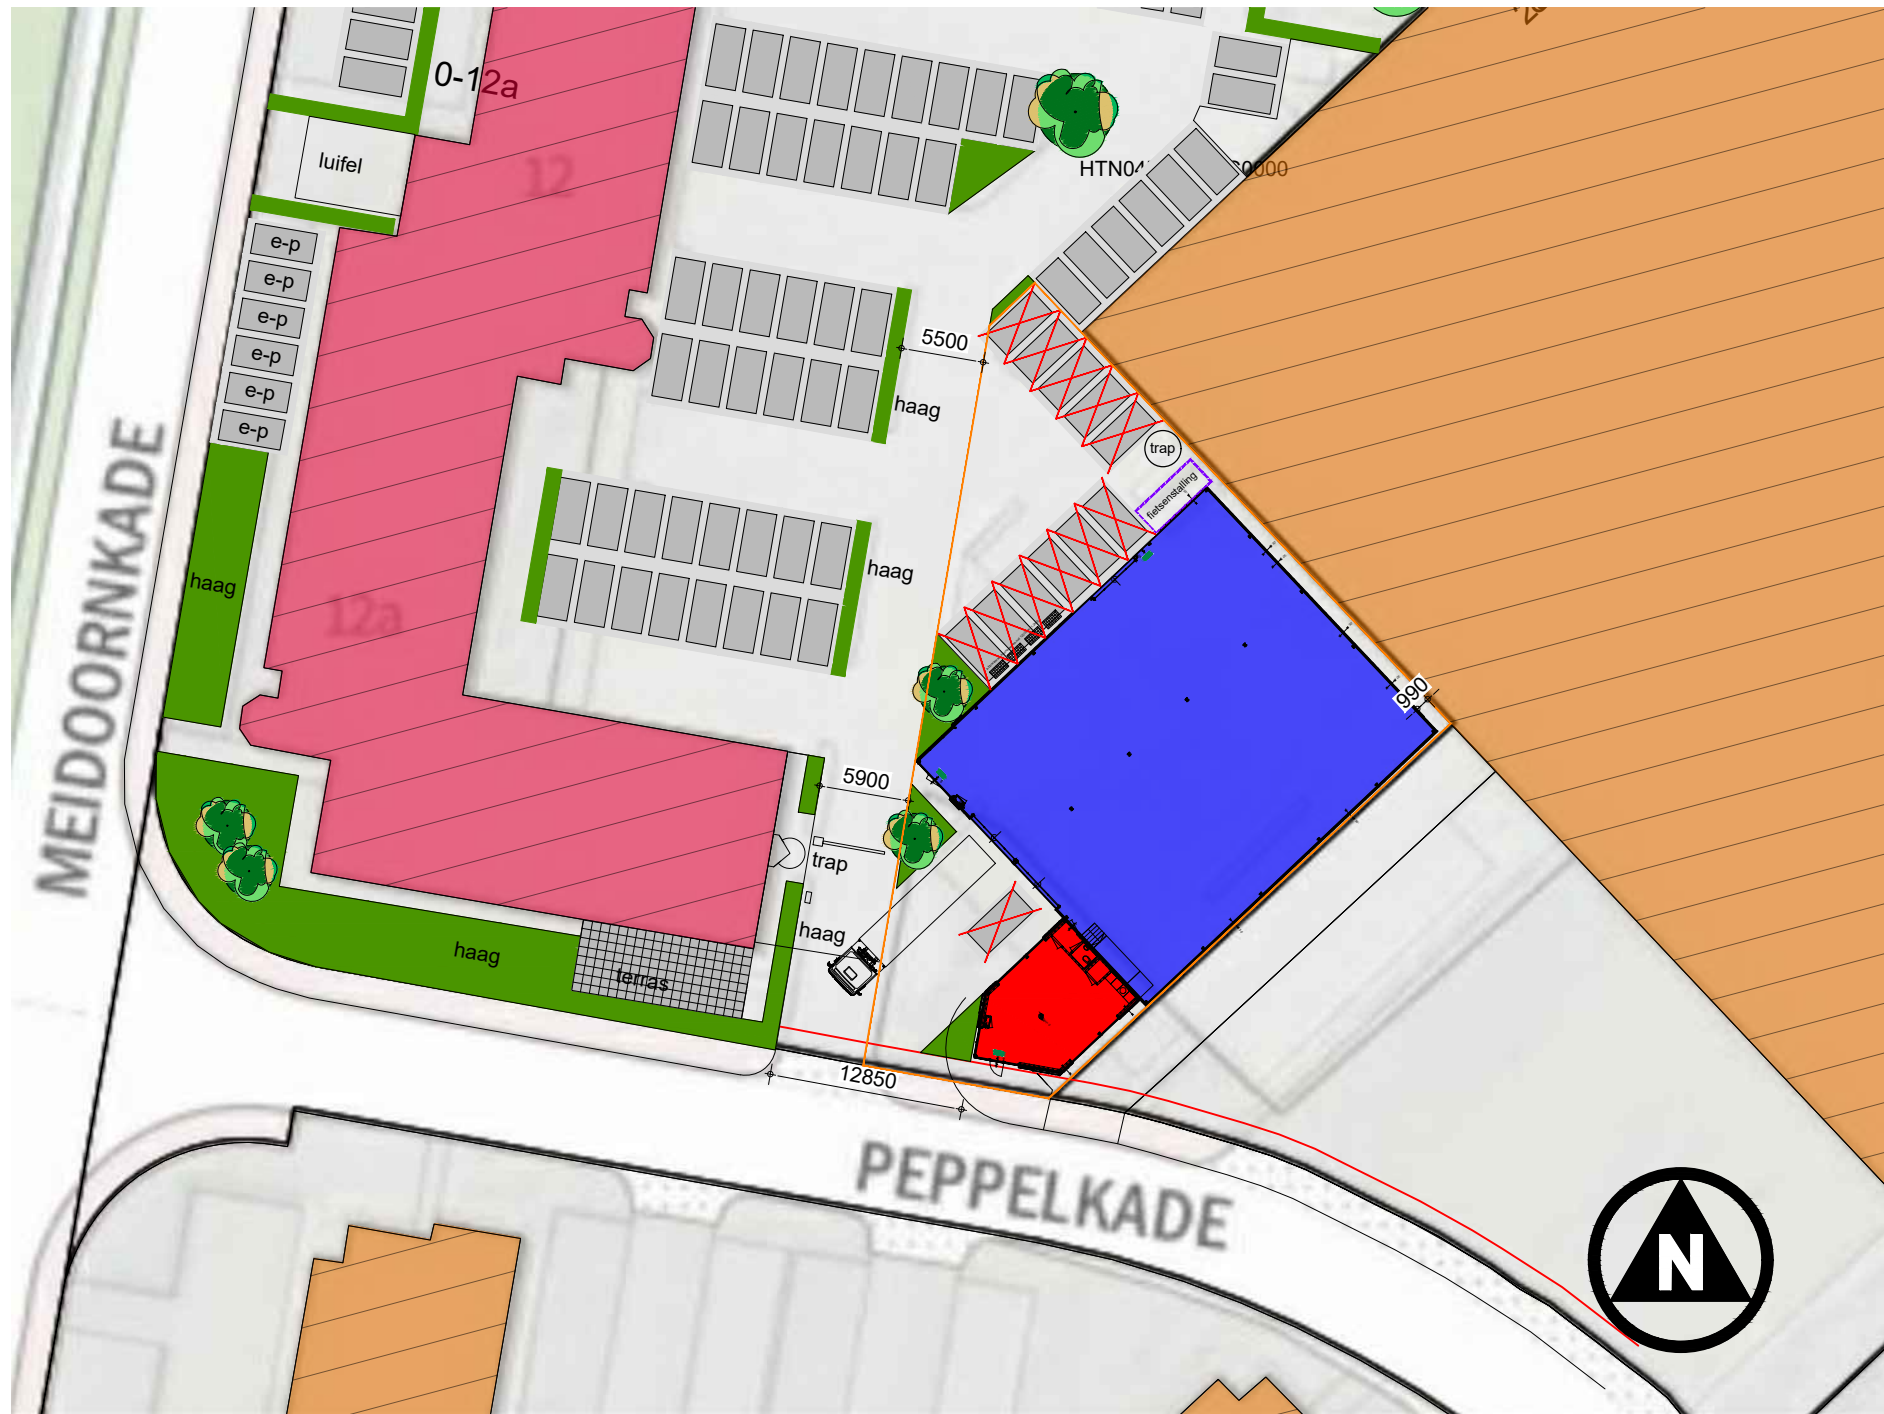 0-12a
luifel
12
e-p
e-p
e-p
e-p
e-p
e-p
5500
haag
trap
fietsenstalling
haag
haag
12a
MEIDOORNKADE
990
5900
trap
haag
haag
terras
12850
PEPPELKADE
N